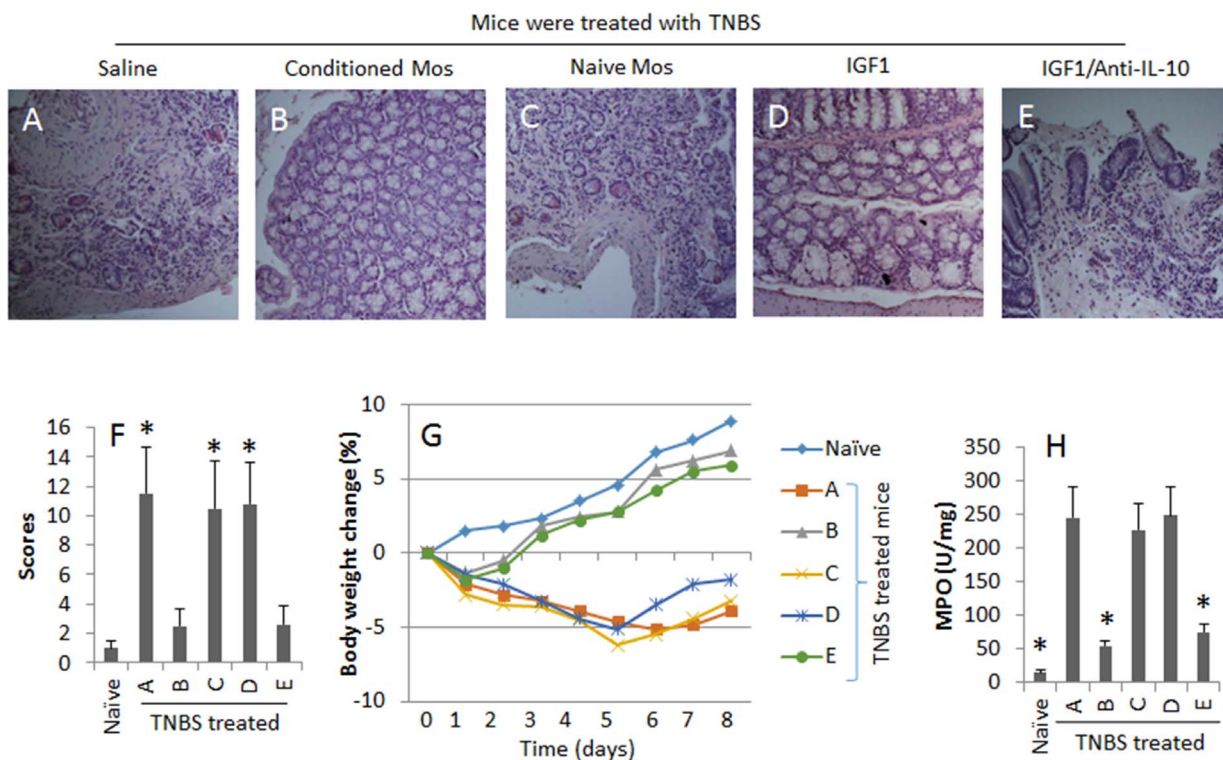 Mice were treated with TNBS
Saline
Conditioned Mos
Naive Mos
IGF1
IGF1/Anti-IL-10
A
B
C
D
E
F
Scores
16
14
12
10
8
6
4
2
0
*
*
*
Naïve
A
B
C
D
E
TNBS treated
G
Body weight change (%)
10
5
0
-5
-10
0 1 2 3 4 5 6 7 8
Time (days)
Naïve
A
B
C
D
E
TNBS treated mice
H
MPO (U/mg)
350
300
250
200
150
100
50
0
*
*
*
Naïve
A
B
C
D
E
TNBS treated